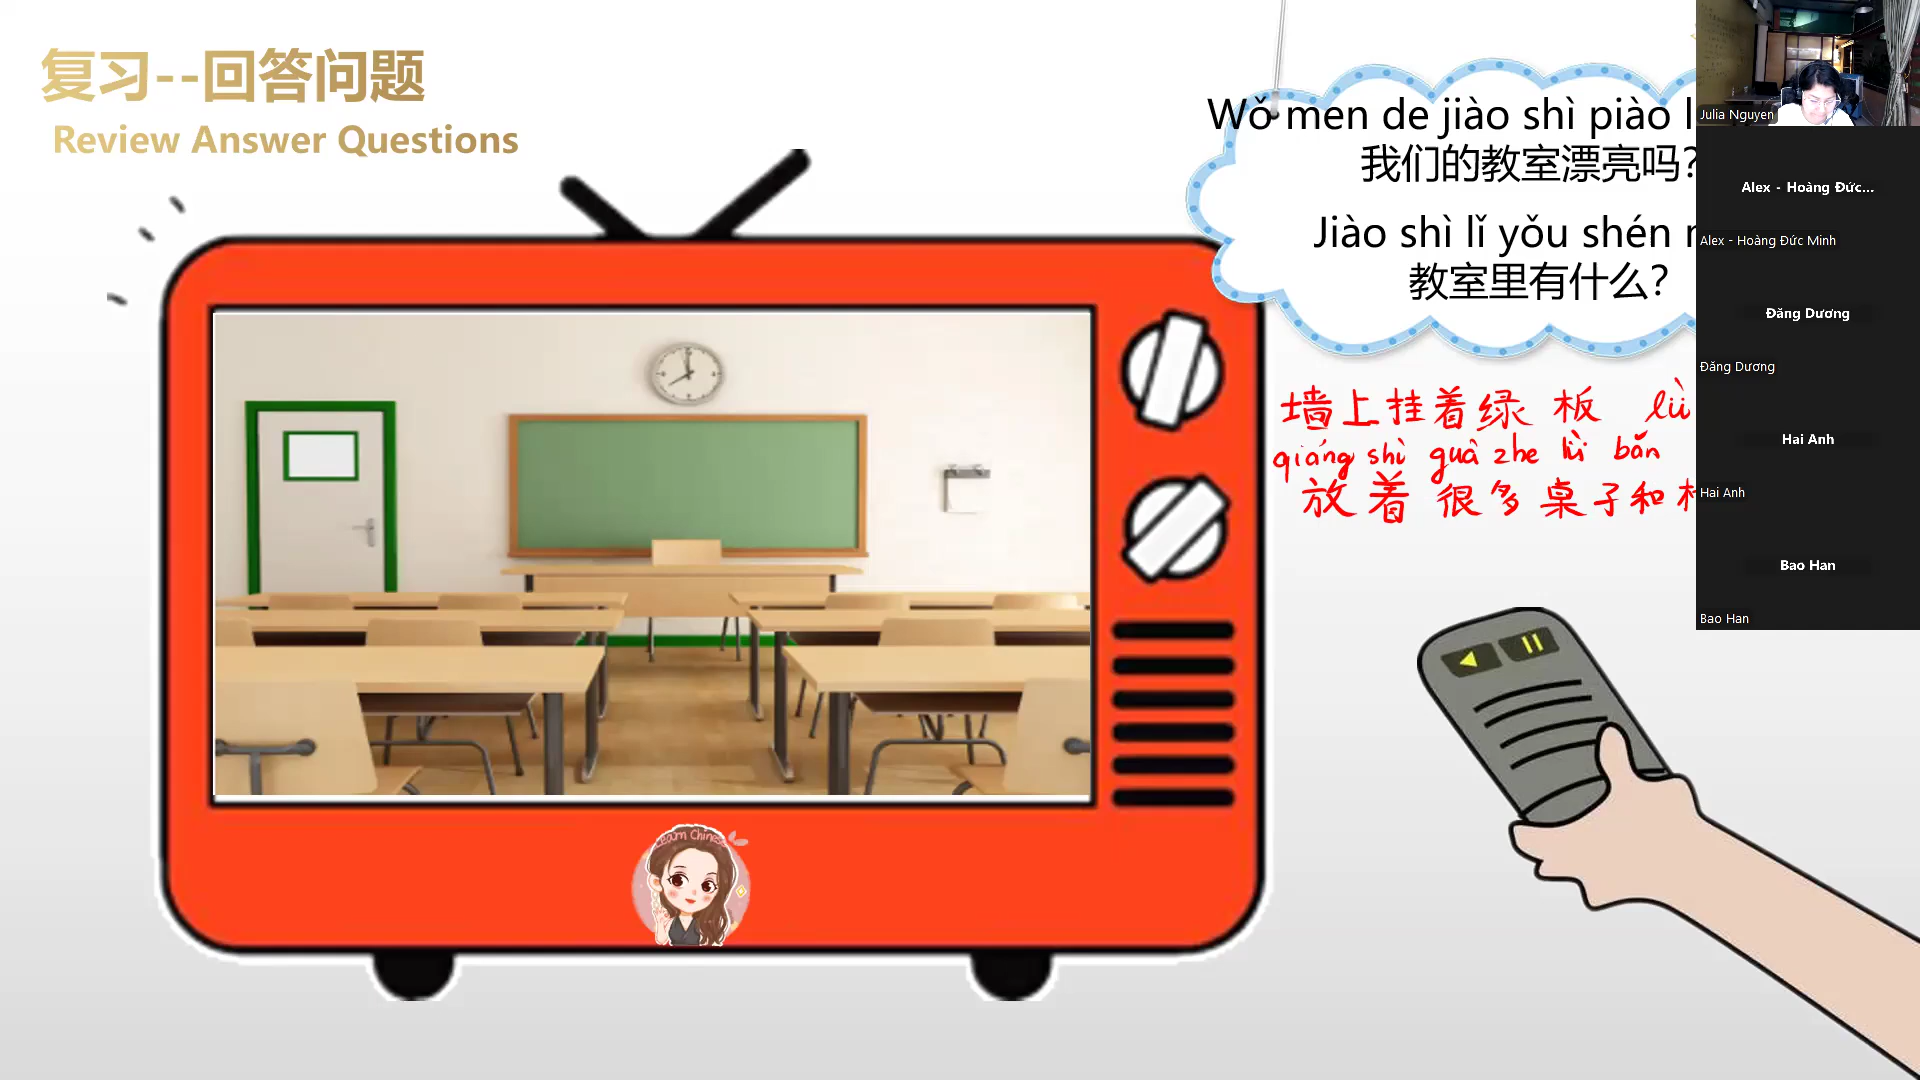 复习--回答问题
Review Answer Questions
Wǒ men de jiào shì piào l
我们的教室漂亮吗?
Jiào shì lǐ yǒu shén
教室里有什么?
墙上挂着绿板 lǜ
qiáng shì guà zhe lǜ bǎn
放着很多桌子和
Learn Chinese
Julia Nguyen
Alex - Hoàng Đức...
Alex - Hoàng Đức Minh
Đăng Dương
Đăng Dương
Hai Anh
Hai Anh
Bao Han
Bao Han